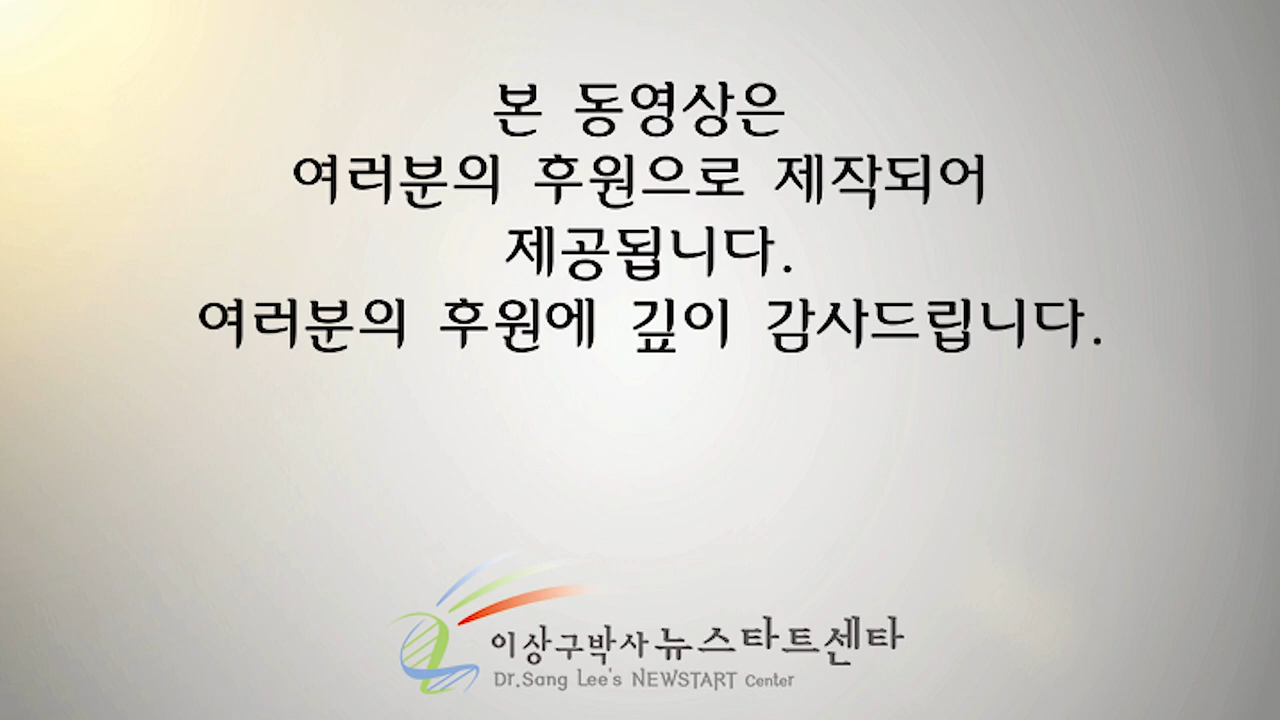 본 동영상은
여러분의 후원으로 제작되어
제공됩니다.
여러분의 후원에 깊이 감사드립니다.
이상구박사 뉴스타트센타
Dr.Sang Lee's NEWSTART Center